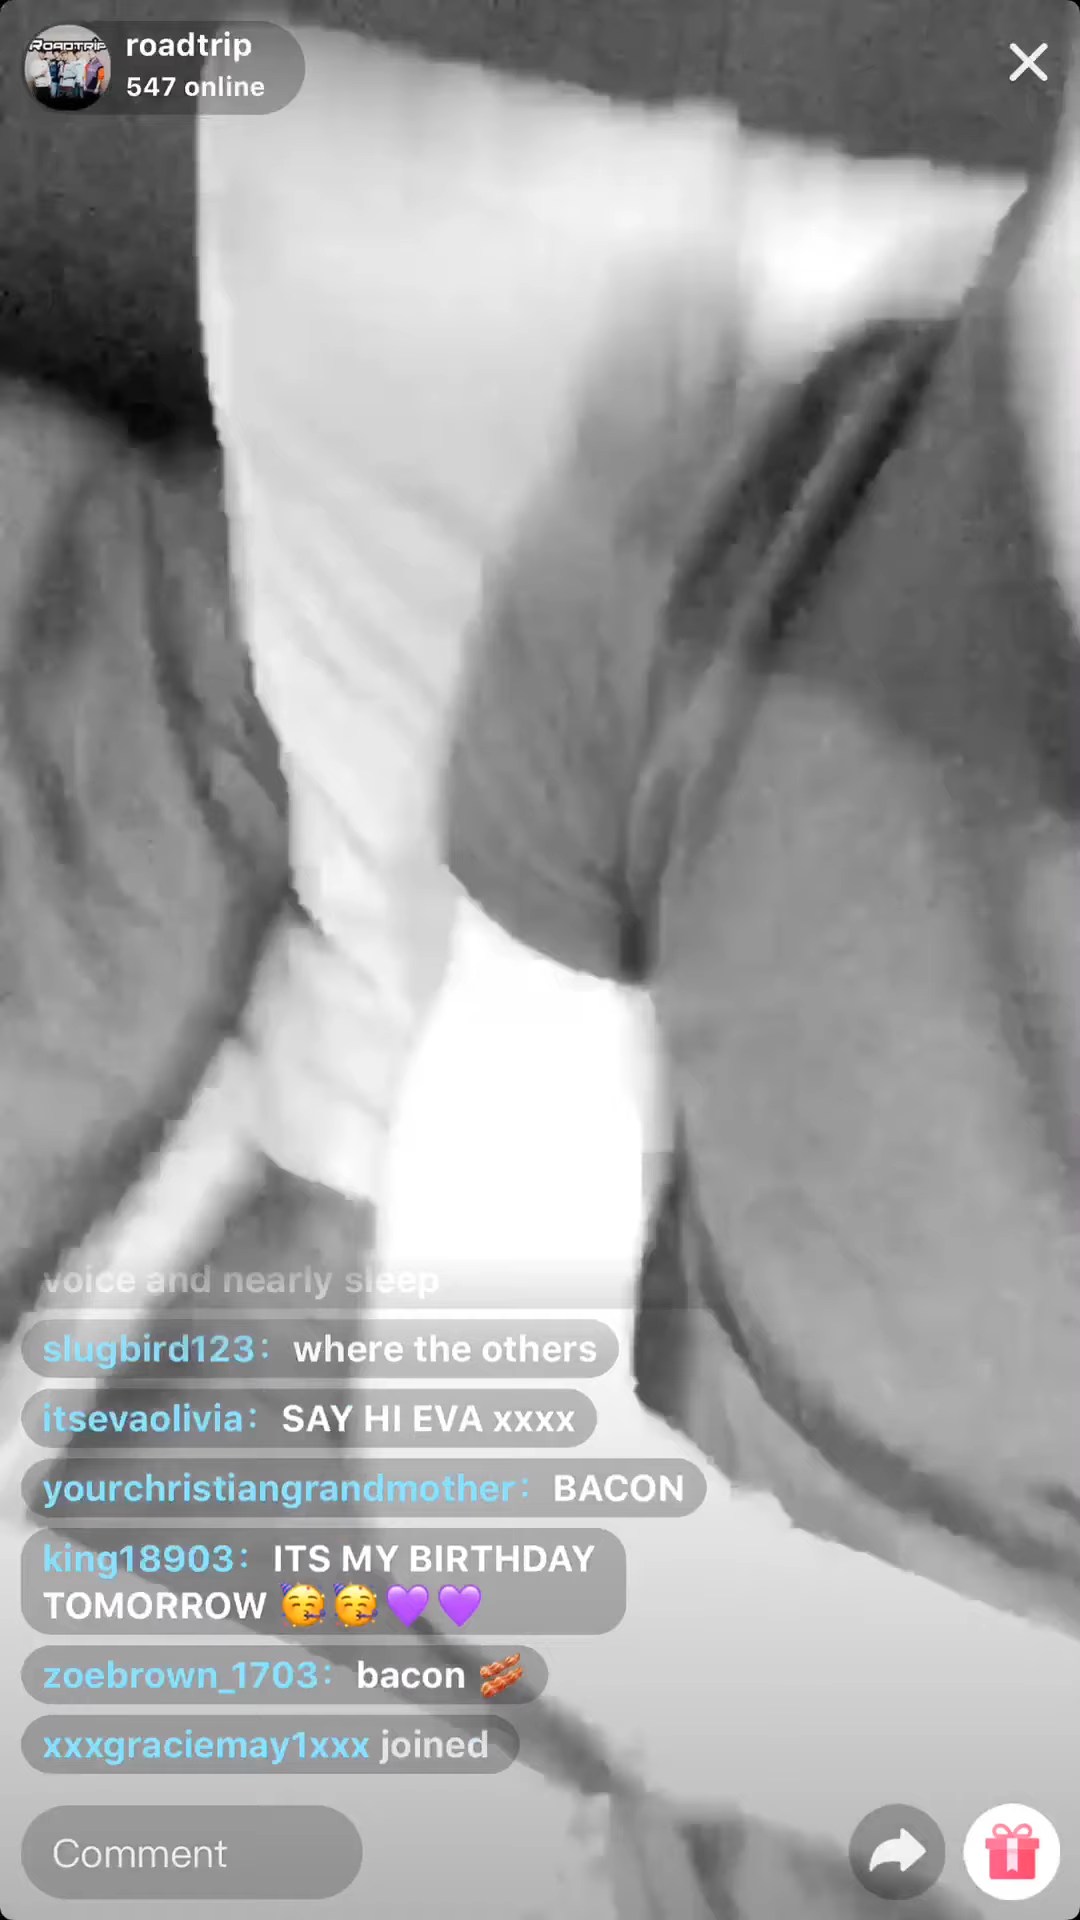 ROADTRIP
roadtrip
547 online
voice and nearly sleep
slugbird123: where the others
itsevaolivia: SAY HI EVA xxxx
yourchristiangrandmother: BACON
king18903: ITS MY BIRTHDAY
TOMORROW 🥳🥳💜💜
zoebrown_1703: bacon 🥓
xxxgraciemay1xxx joined
Comment